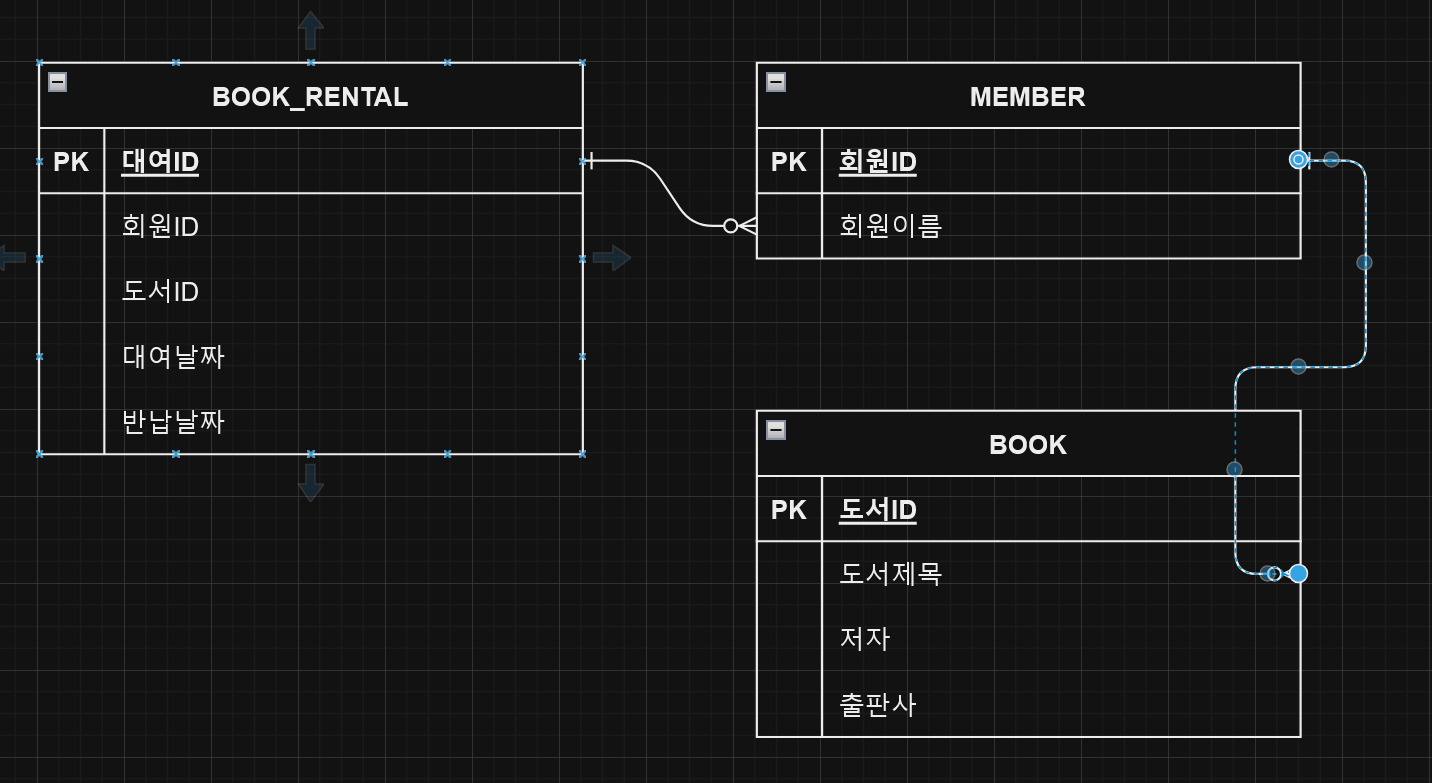 BOOK_RENTAL
PK 대여ID
회원ID
도서ID
대여날짜
반납날짜
MEMBER
PK 회원ID
회원이름
BOOK
PK 도서ID
도서제목
저자
출판사